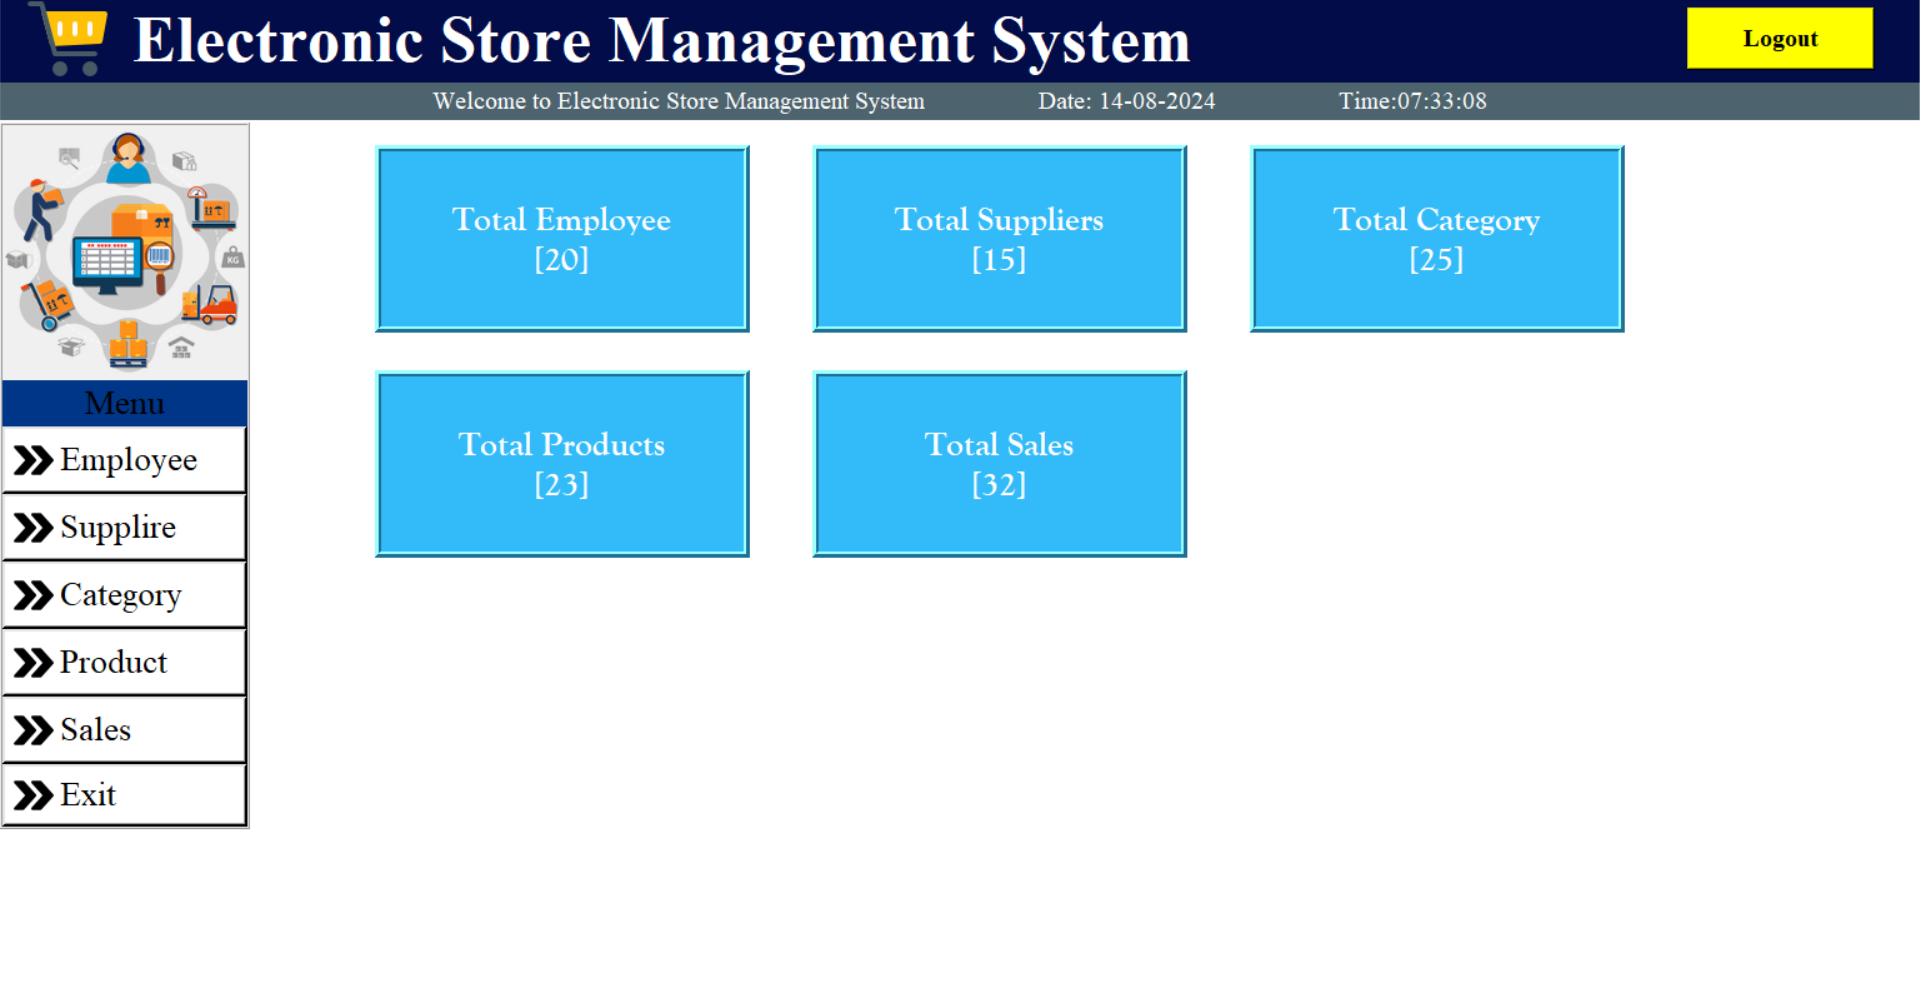 Electronic Store Management System
Logout
Welcome to Electronic Store Management System Date: 14-08-2024 Time:07:33:08
KG
Menu
Employee
Supplire
Category
Product
Sales
Exit
Total Employee
[20]
Total Suppliers
[15]
Total Category
[25]
Total Products
[23]
Total Sales
[32]